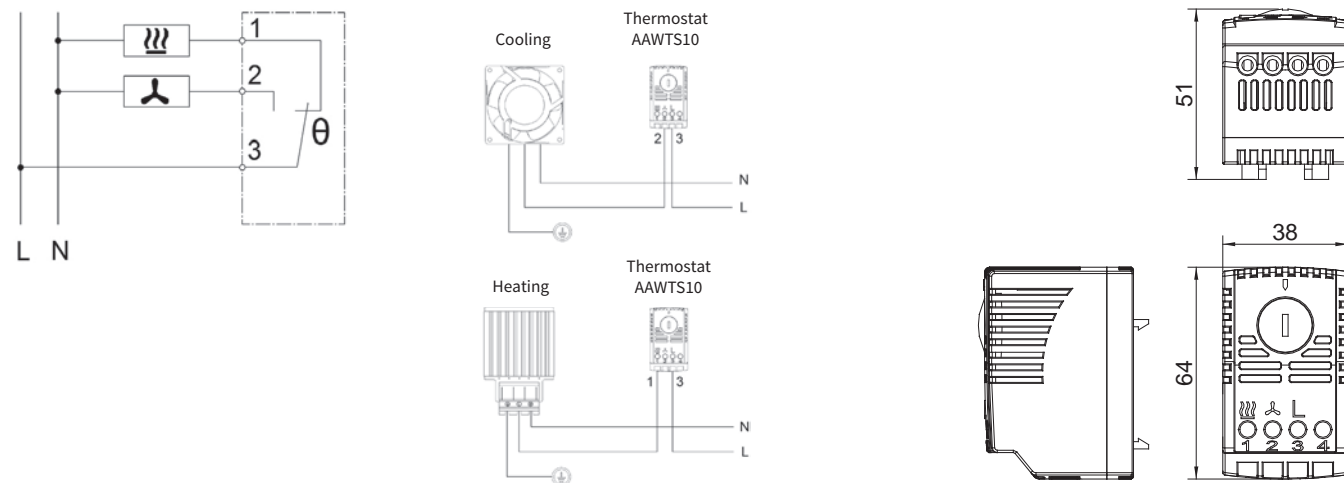 1
2
3
θ
L N
Cooling
Thermostat
AAWTS10
2 3
N
L
Heating
Thermostat
AAWTS10
1 3
N
L
51
38
64
L
1 2 3 4